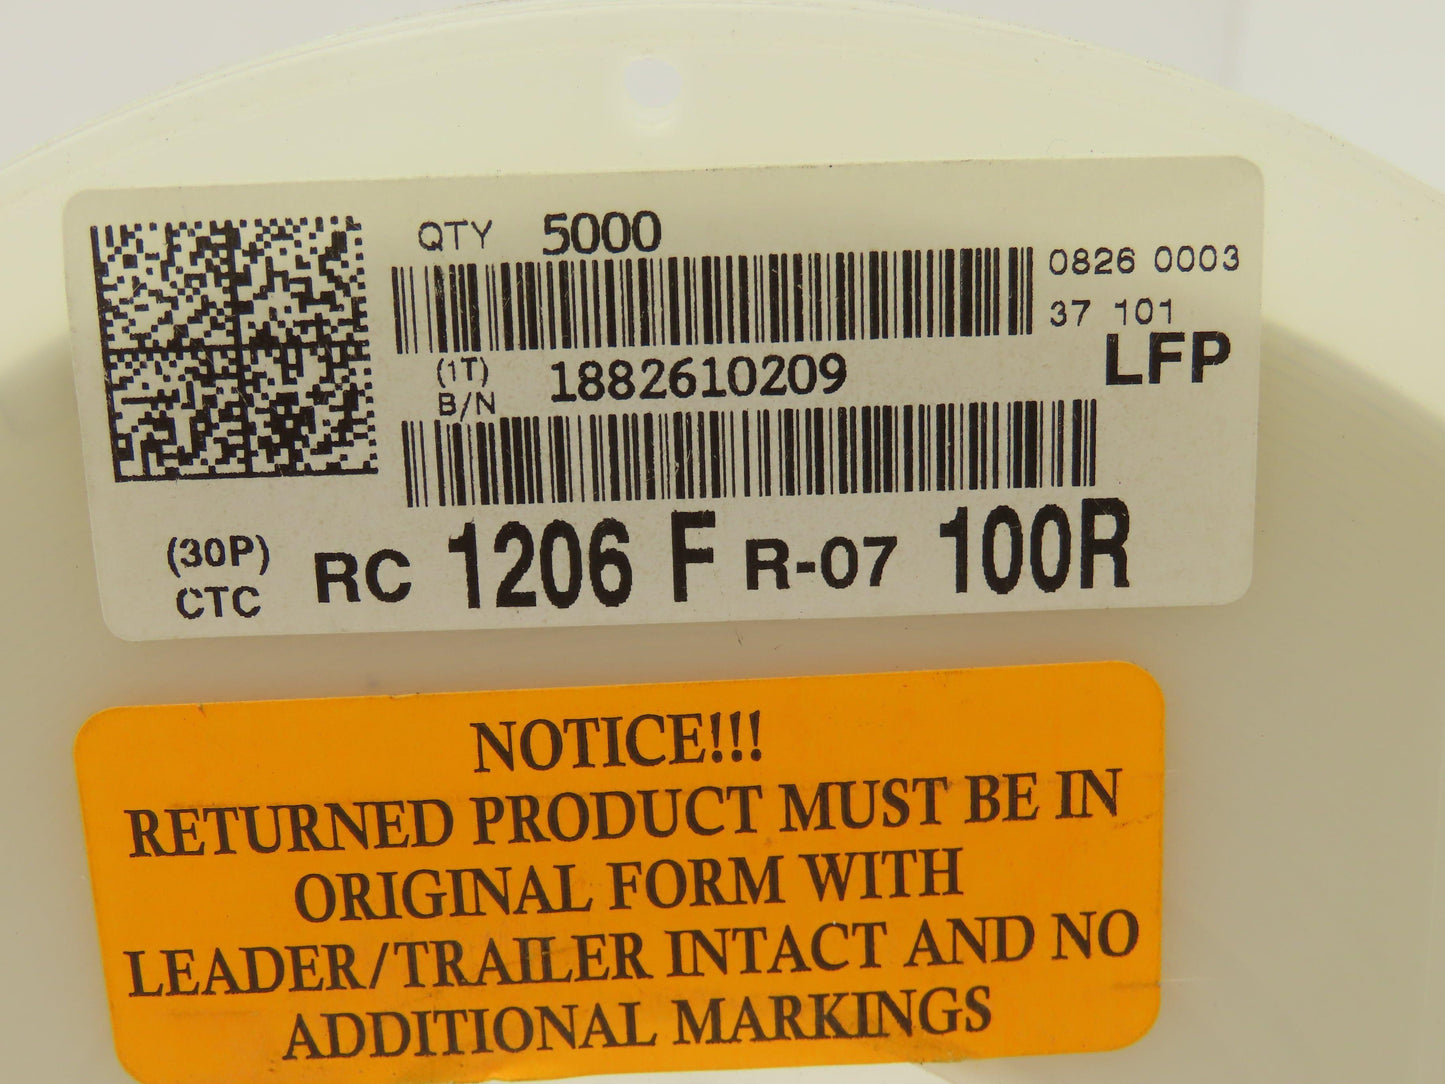 QTY 5000
0826 0003
37 101
LFP
(1T)
B/N 1882610209
(30P)
CTC RC 1206 F R-07 100R
NOTICE!!!
RETURNED PRODUCT MUST BE IN
ORIGINAL FORM WITH
LEADER/TRAILER INTACT AND NO
ADDITIONAL MARKINGS